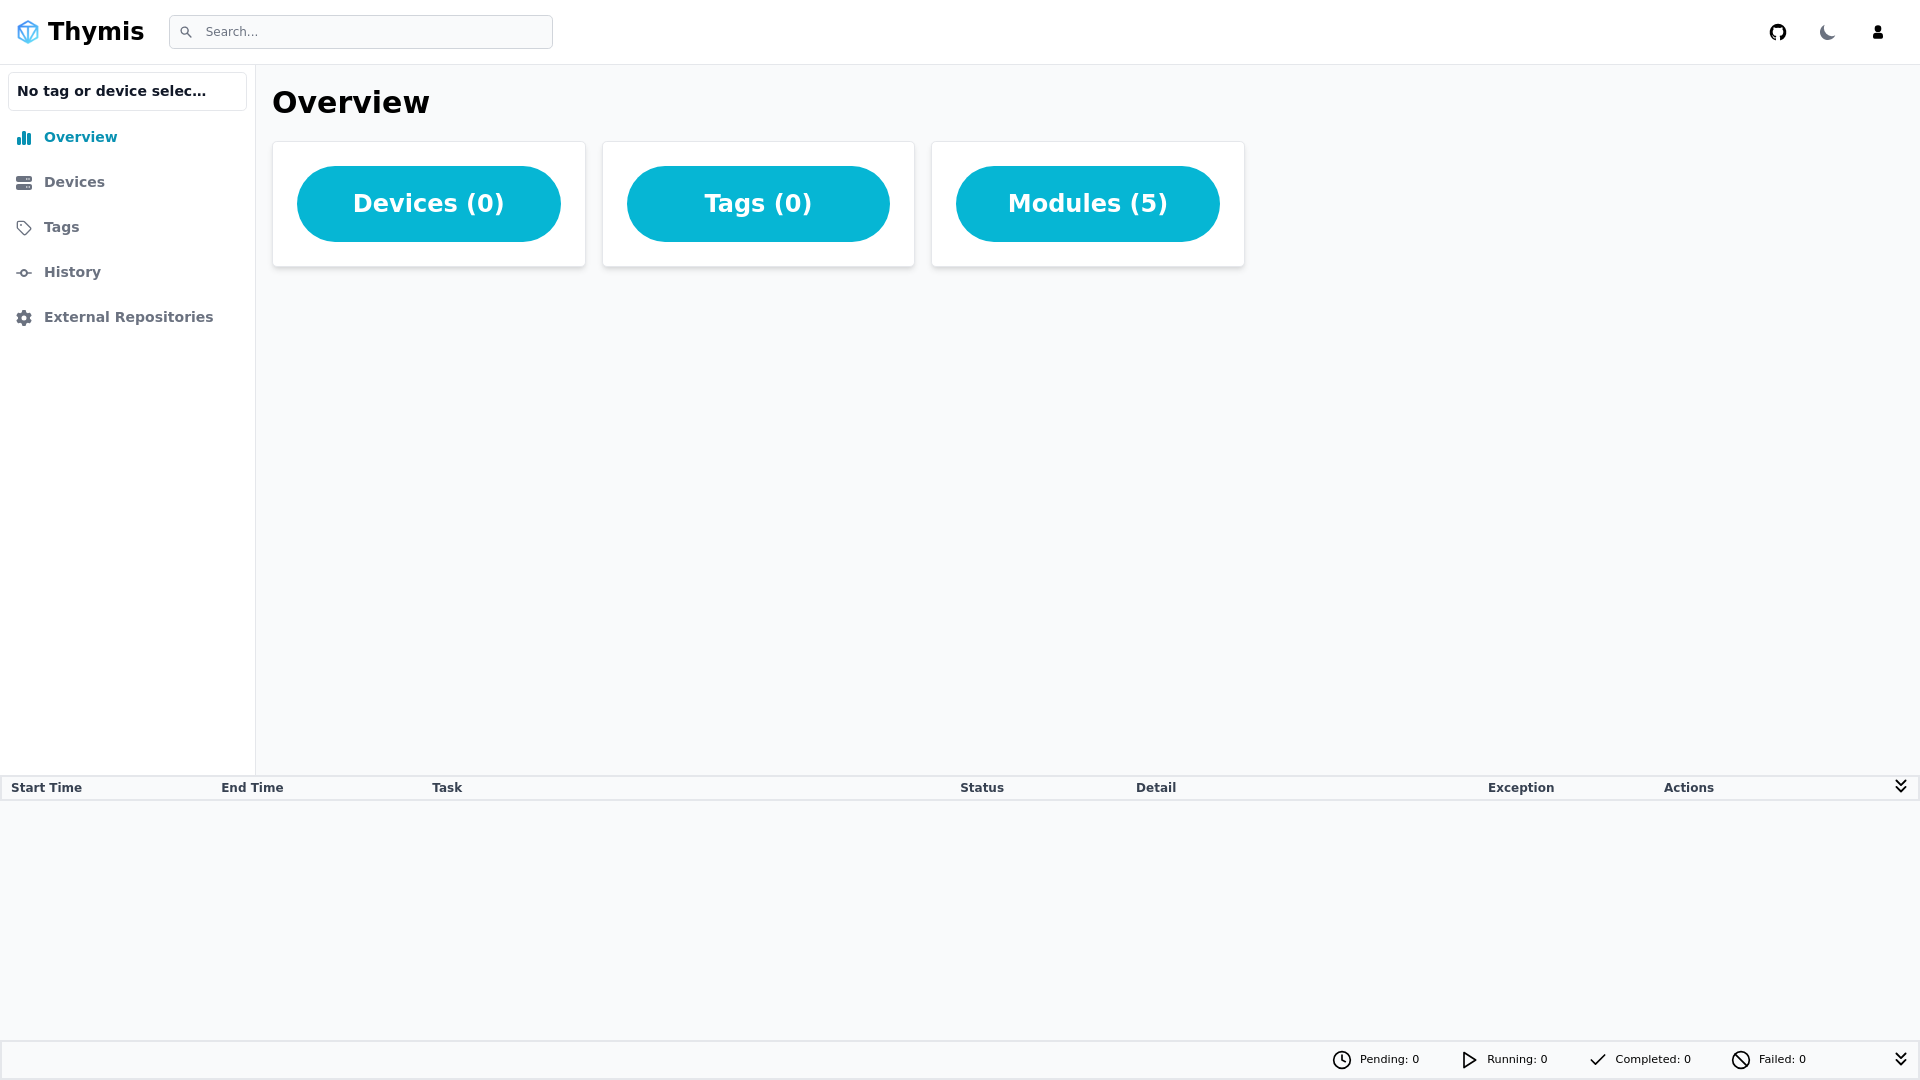 Thymis
Search...
No tag or device selec...
Overview
Devices
Tags
History
External Repositories
Overview
Devices (0)
Tags (0)
Modules (5)
Start Time End Time Task Status Detail Exception Actions
Pending: 0 Running: 0 Completed: 0 Failed: 0